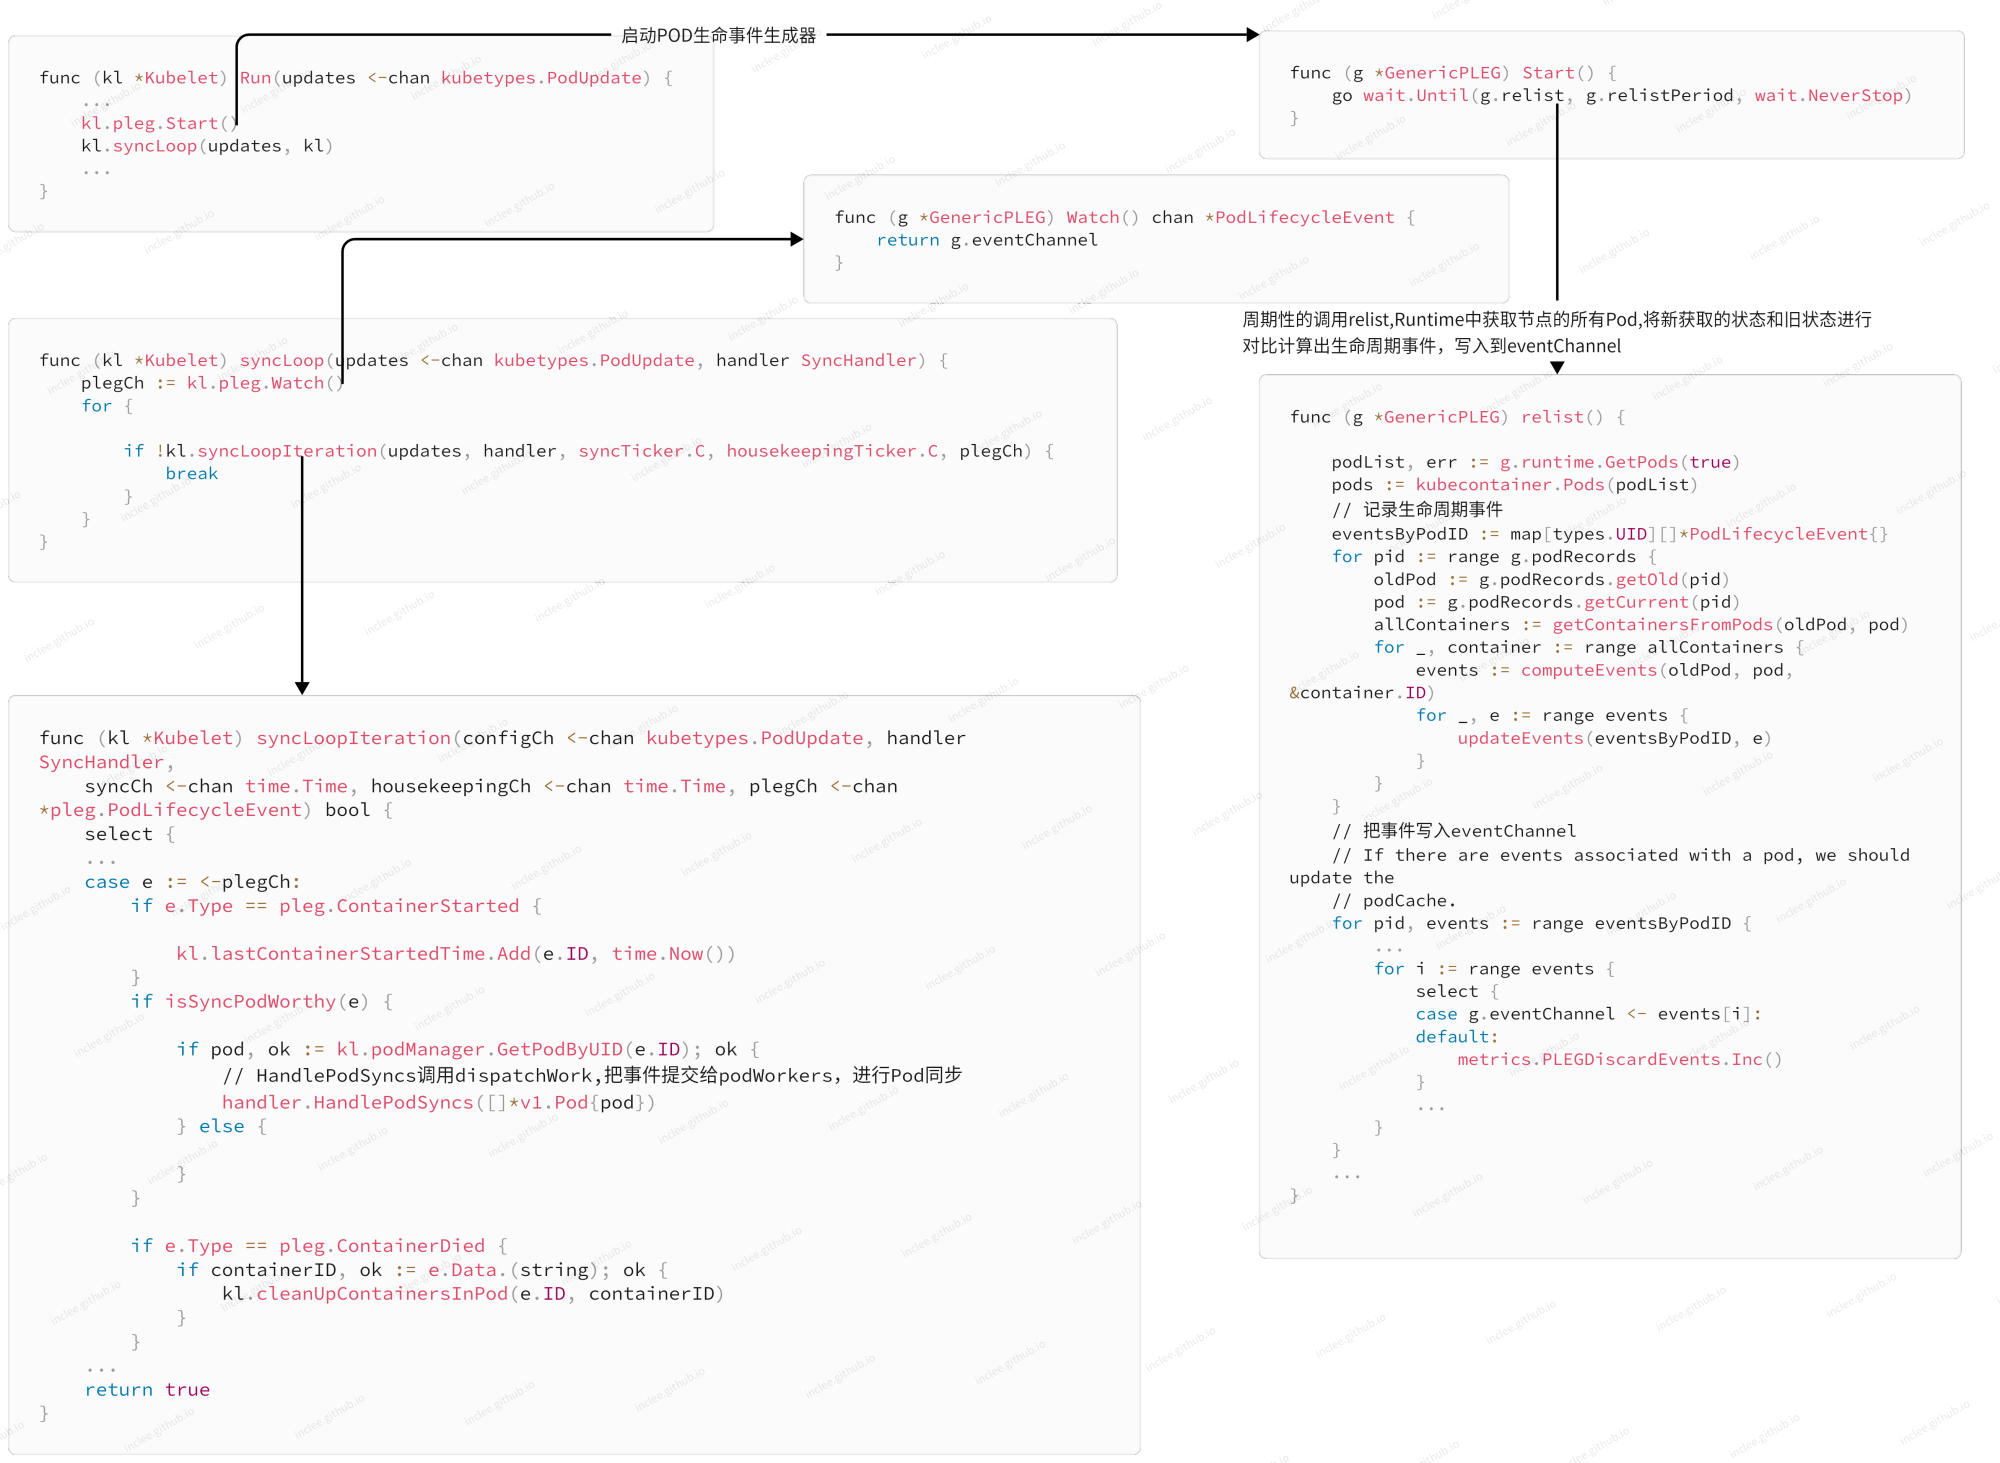 启动POD生命事件生成器
func (kl *Kubelet) Run(updates <-chan kubetypes.PodUpdate) {
    ...
    kl.pleg.Start()
    kl.syncLoop(updates, kl)
    ...
}
func (g *GenericPLEG) Start() {
    go wait.Until(g.relist, g.relistPeriod, wait.NeverStop)
}
func (g *GenericPLEG) Watch() chan *PodLifecycleEvent {
    return g.eventChannel
}
func (kl *Kubelet) syncLoop(updates <-chan kubetypes.PodUpdate, handler SyncHandler) {
    plegCh := kl.pleg.Watch()
    for {
        if !kl.syncLoopIteration(updates, handler, syncTicker.C, housekeepingTicker.C, plegCh) {
            break
        }
    }
}
func (kl *Kubelet) syncLoopIteration(configCh <-chan kubetypes.PodUpdate, handler
SyncHandler,
    syncCh <-chan time.Time, housekeepingCh <-chan time.Time, plegCh <-chan
*pleg.PodLifecycleEvent) bool {
    select {
    ...
    case e := <-plegCh:
        if e.Type == pleg.ContainerStarted {
            kl.lastContainerStartedTime.Add(e.ID, time.Now())
        }
        if isSyncPodWorthy(e) {
            if pod, ok := kl.podManager.GetPodByUID(e.ID); ok {
                // HandlePodSyncs调用dispatchWork,把事件提交给podWorkers，进行Pod同步
                handler.HandlePodSyncs([]*v1.Pod{pod})
            } else {
            }
        }
        if e.Type == pleg.ContainerDied {
            if containerID, ok := e.Data.(string); ok {
                kl.cleanUpContainersInPod(e.ID, containerID)
            }
        }
    ...
    return true
}
周期性的调用relist,Runtime中获取节点的所有Pod,将新获取的状态和旧状态进行
对比计算出生命周期事件，写入到eventChannel
func (g *GenericPLEG) relist() {
    podList, err := g.runtime.GetPods(true)
    pods := kubecontainer.Pods(podList)
    // 记录生命周期事件
    eventsByPodID := map[types.UID][]*PodLifecycleEvent{}
    for pid := range g.podRecords {
        oldPod := g.podRecords.getOld(pid)
        pod := g.podRecords.getCurrent(pid)
        allContainers := getContainersFromPods(oldPod, pod)
        for _, container := range allContainers {
            events := computeEvents(oldPod, pod,
&container.ID)
            for _, e := range events {
                updateEvents(eventsByPodID, e)
            }
        }
    }
    // 把事件写入eventChannel
    // If there are events associated with a pod, we should
update the
    // podCache.
    for pid, events := range eventsByPodID {
        ...
        for i := range events {
            select {
            case g.eventChannel <- events[i]:
            default:
                metrics.PLEGDiscardEvents.Inc()
            }
            ...
        }
    }
    ...
}
inclee.github.io